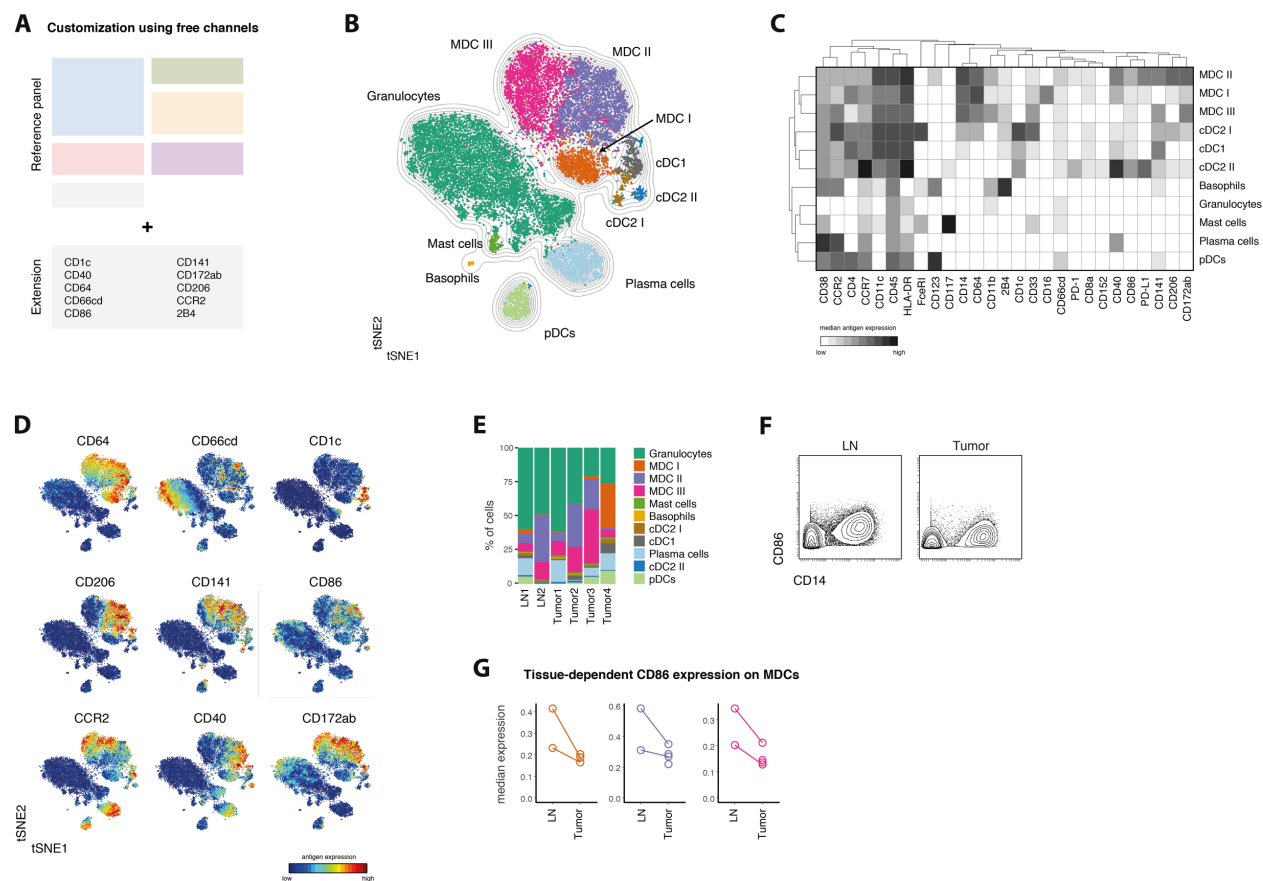 A
Customization using free channels
Reference panel
+
Extension
CD1c
CD40
CD64
CD66cd
CD86
CD141
CD172ab
CD206
CCR2
2B4
B
MDC III
MDC II
Granulocytes
MDC I
cDC1
cDC2 II
cDC2 I
Mast cells
Basophils
Plasma cells
pDCs
tSNE2
tSNE1
C
MDC II
MDC I
MDC III
cDC2 I
cDC1
cDC2 II
Basophils
Granulocytes
Mast cells
Plasma cells
pDCs
CD38
CCR2
CD4
CCR7
CD11c
CD45
HLA-DR
FceRI
CD123
CD117
CD14
CD64
CD11b
2B4
CD1c
CD33
CD16
CD66cd
PD-1
CD8a
CD152
CD40
CD86
PD-L1
CD141
CD206
CD172ab
median antigen expression
low high
D
CD64 CD66cd CD1c
CD206 CD141 CD86
CCR2 CD40 CD172ab
tSNE2
tSNE1
antigen expression
low high
E
% of cells
100
75
50
25
0
LN1
LN2
Tumor1
Tumor2
Tumor3
Tumor4
Granulocytes
MDC I
MDC II
MDC III
Mast cells
Basophils
cDC2 I
cDC1
Plasma cells
cDC2 II
pDCs
F
LN Tumor
CD86
CD14
G
Tissue-dependent CD86 expression on MDCs
median expression
0.4
0.3
0.2
0.1
0.0
LN
Tumor
0.6
0.4
0.2
0.0
LN
Tumor
0.3
0.2
0.1
0.0
LN
Tumor